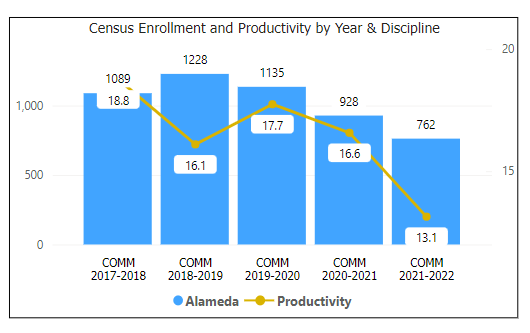 Census Enrollment and Productivity by Year & Discipline
20
1089
1228
1135
928
762
18.8
16.1
17.7
16.6
13.1
1,000
500
0
15
COMM
2017-2018
COMM
2018-2019
COMM
2019-2020
COMM
2020-2021
COMM
2021-2022
Alameda
Productivity